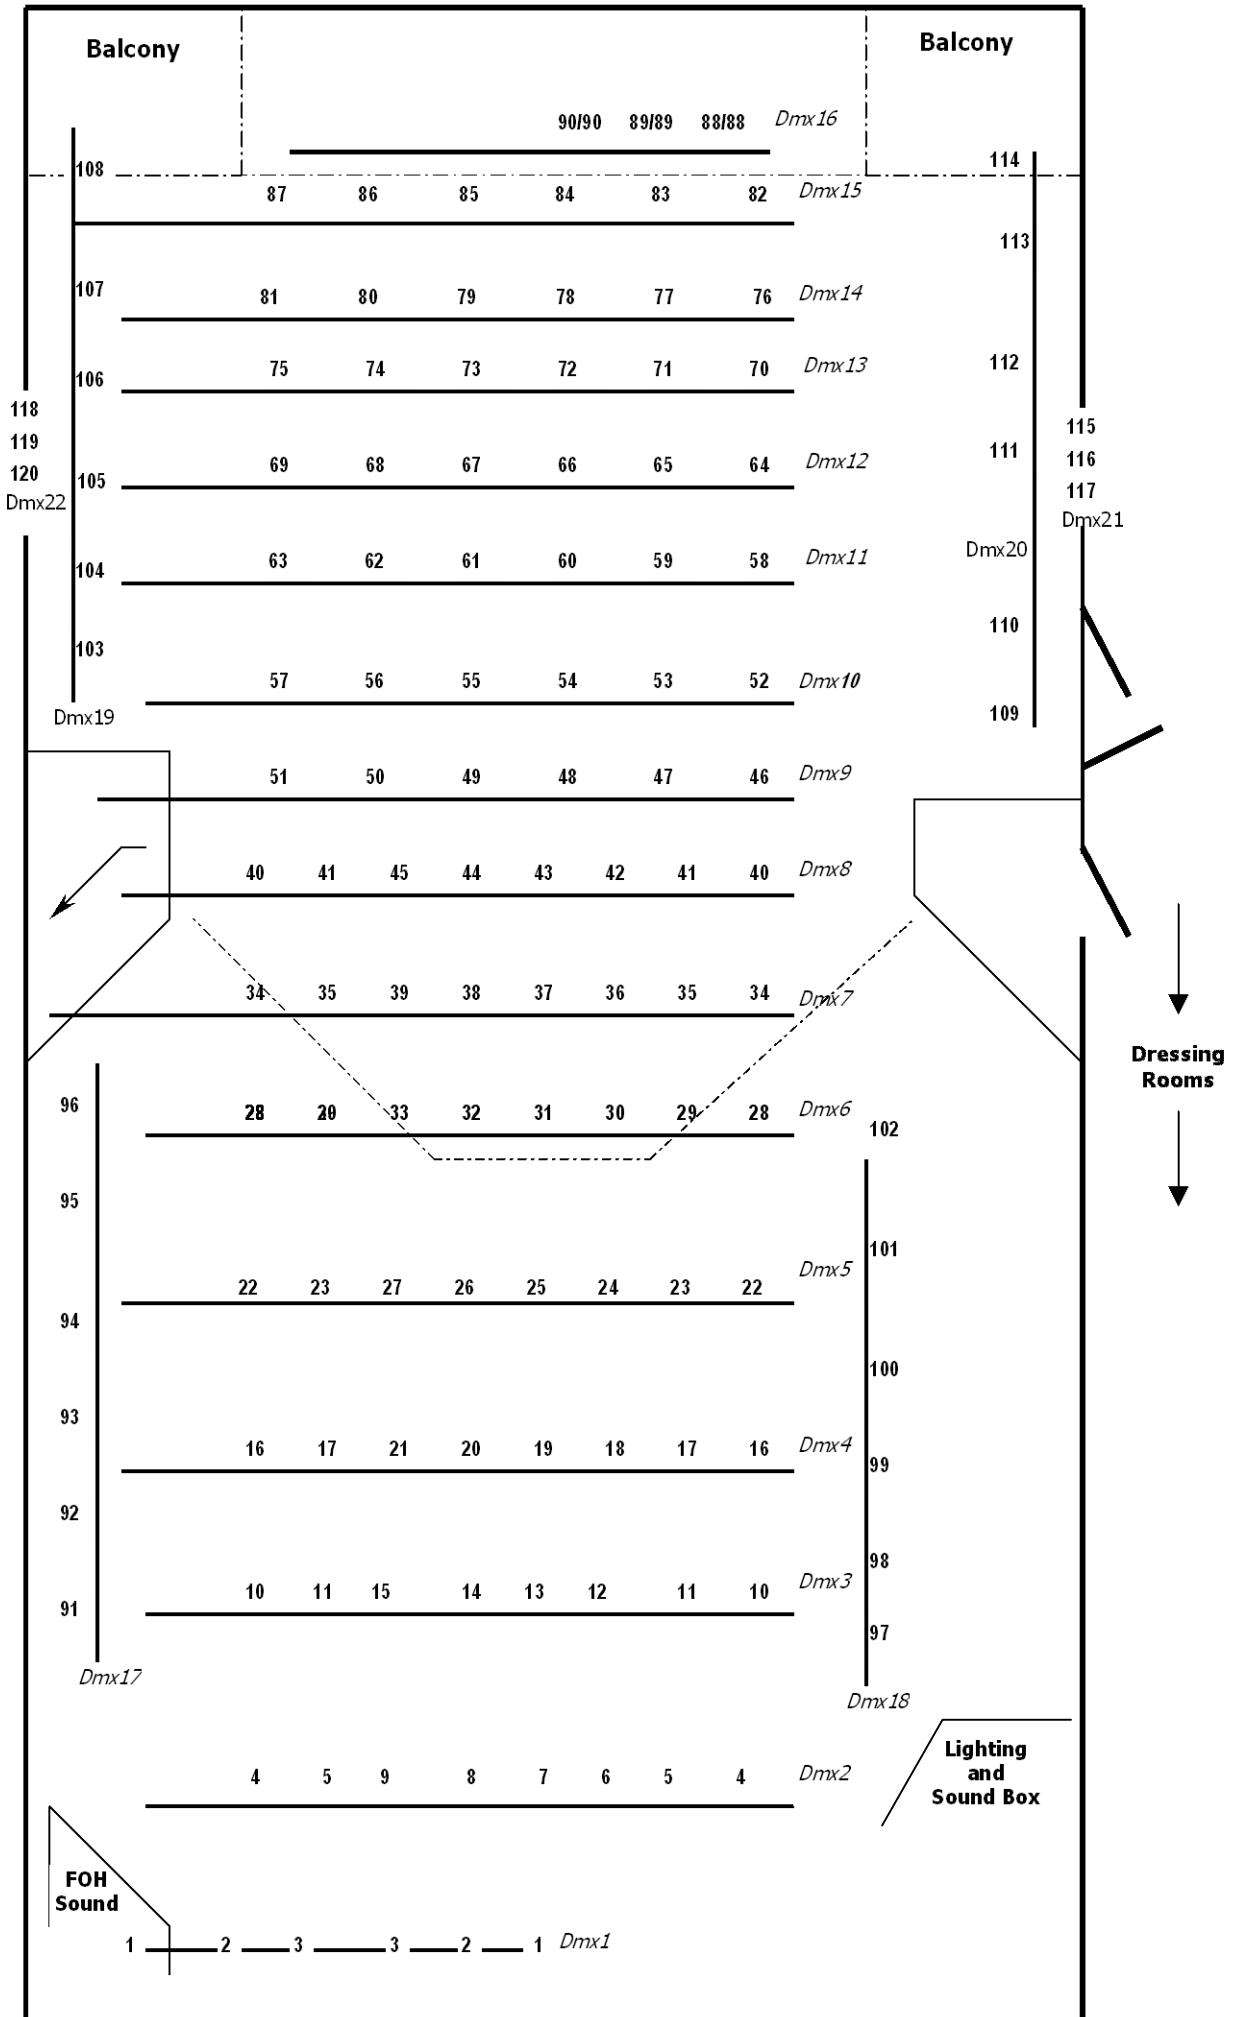 Balcony
Balcony
90/90 89/89 88/88 Dmx16
108
114
87 86 85 84 83 82 Dmx15
113
107
81 80 79 78 77 76 Dmx14
112
106
75 74 73 72 71 70 Dmx13
118
119
120
Dmx22
115
116
117
Dmx21
111
105
69 68 67 66 65 64 Dmx12
Dmx20
104
63 62 61 60 59 58 Dmx11
110
103
57 56 55 54 53 52 Dmx10
109
Dmx19
51 50 49 48 47 46 Dmx9
40 41 45 44 43 42 41 40 Dmx8
34 35 39 38 37 36 35 34 Dmx7
Dressing
Rooms
96
33 32 31 30 29 28 Dmx6
102
95
101
22 23 27 26 25 24 23 22 Dmx5
94
100
93
16 17 21 20 19 18 17 16 Dmx4
99
92
98
10 11 15 14 13 12 11 10 Dmx3
91
97
Dmx17
Dmx18
Lighting
and
Sound Box
4 5 9 8 7 6 5 4 Dmx2
FOH
Sound
1 2 3 3 2 1 Dmx1